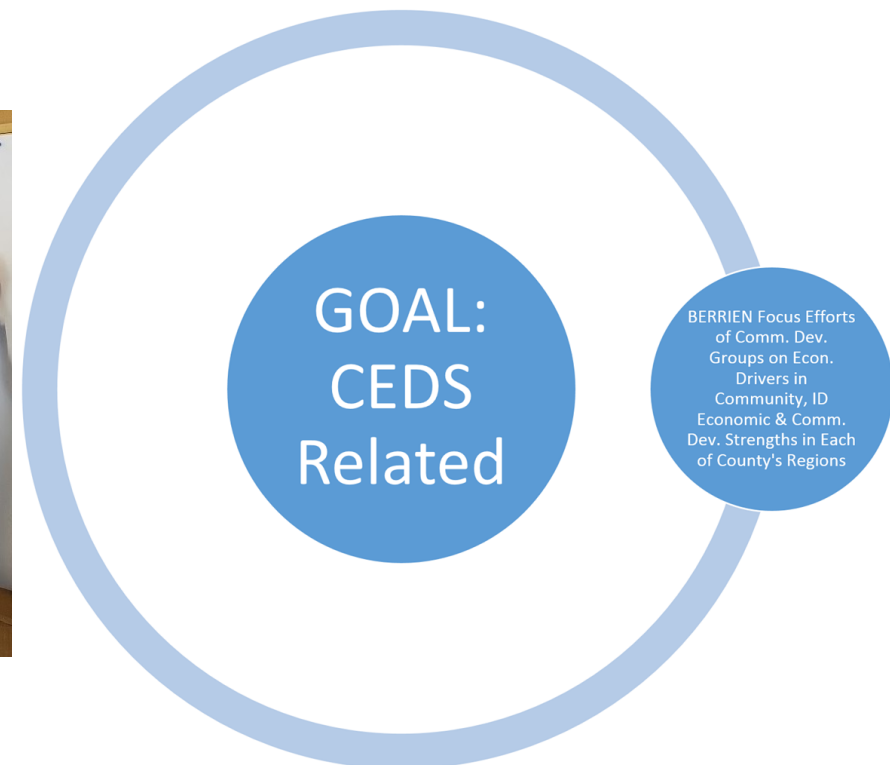 GOAL:
CEDS
Related
BERRIEN Focus Efforts
of Comm. Dev.
Groups on Econ.
Drivers in
Community, ID
Economic & Comm.
Dev. Strengths in Each
of County's Regions